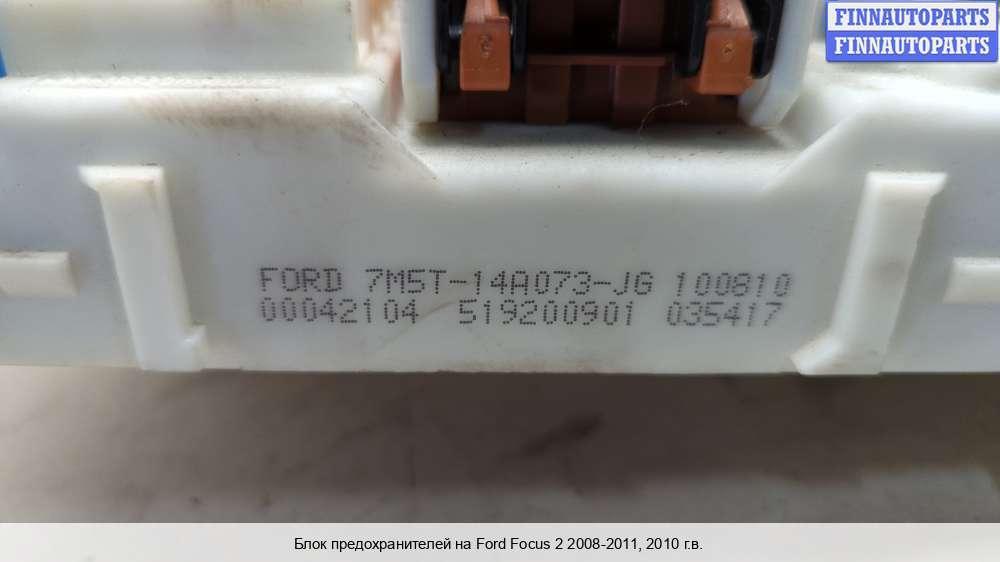 FINNAUTOPARTS
FINNAUTOPARTS
FORD 7M5T-14A073-JG 100810
00042104 519200901 035417
Блок предохранителей на Ford Focus 2 2008-2011, 2010 г.в.